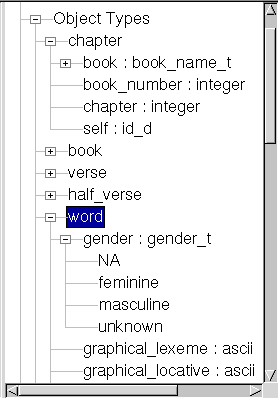 Object Types
chapter
book : book_name_t
book_number : integer
chapter : integer
self : id_d
book
verse
half_verse
word
gender : gender_t
NA
feminine
masculine
unknown
graphical_lexeme : ascii
graphical_locative : ascii